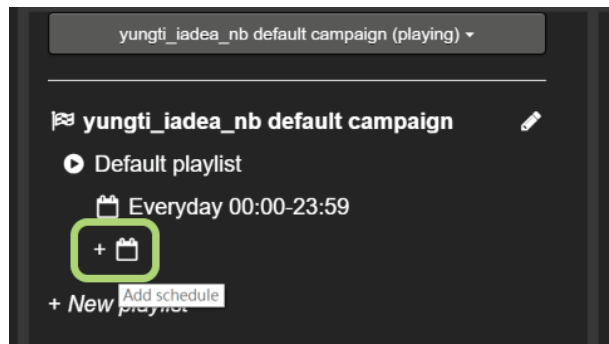 yungti_iadea_nb default campaign (playing)
yungti_iadea_nb default campaign
Default playlist
Everyday 00:00-23:59
+
Add schedule
+ New playlist